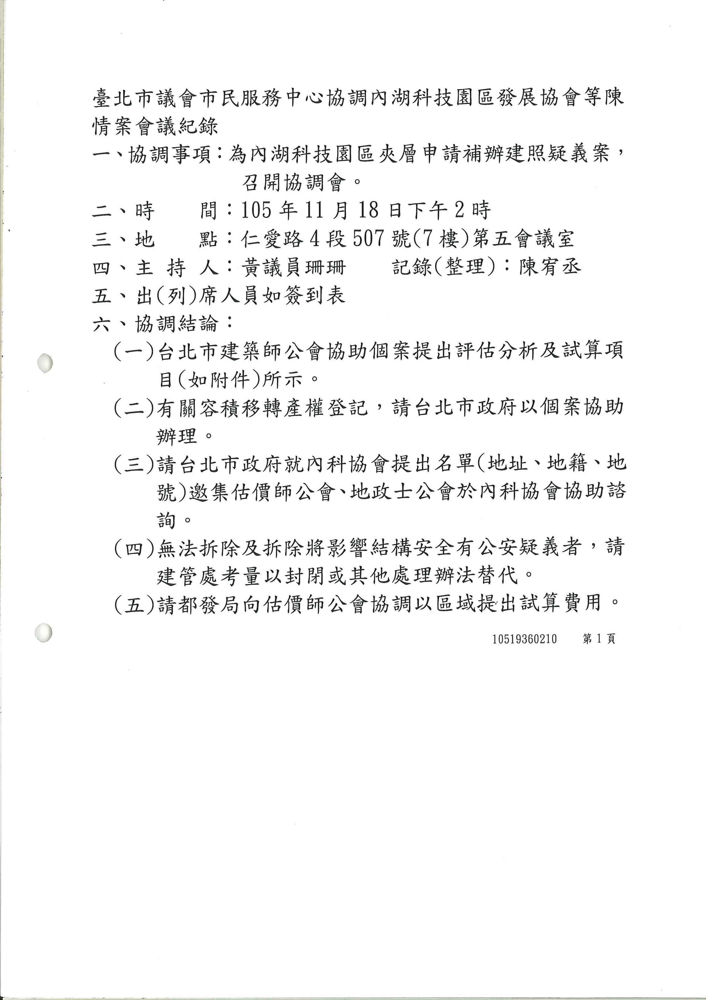 臺北市議會市民服務中心協調內湖科技園區發展協會等陳
情案會議紀錄
一、協調事項：為內湖科技園區夾層申請補辦建照疑義案，
召開協調會。
二、時　　間：105 年 11 月 18 日下午 2 時
三、地　　點：仁愛路 4 段 507 號(7 樓)第五會議室
四、主 持 人：黃議員珊珊　　記錄(整理)：陳宥丞
五、出(列)席人員如簽到表
六、協調結論：
(一)台北市建築師公會協助個案提出評估分析及試算項
目(如附件)所示。
(二)有關容積移轉產權登記，請台北市政府以個案協助
辦理。
(三)請台北市政府就內科協會提出名單(地址、地籍、地
號)邀集估價師公會、地政士公會於內科協會協助諮
詢。
(四)無法拆除及拆除將影響結構安全有公安疑義者，請
建管處考量以封閉或其他處理辦法替代。
(五)請都發局向估價師公會協調以區域提出試算費用。
10519360210　　第 1 頁